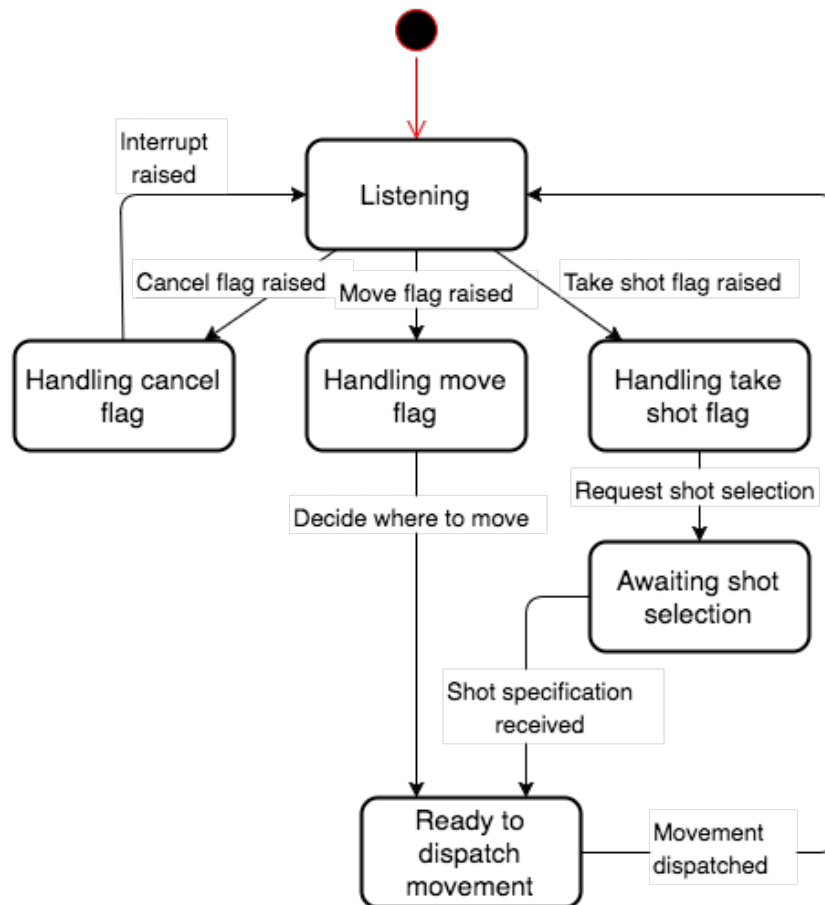 Interrupt
raised
Listening
Cancel flag raised
Move flag raised
Take shot flag raised
Handling cancel
flag
Handling move
flag
Handling take
shot flag
Request shot selection
Decide where to move
Awaiting shot
selection
Shot specification
received
Ready to
dispatch
movement
Movement
dispatched